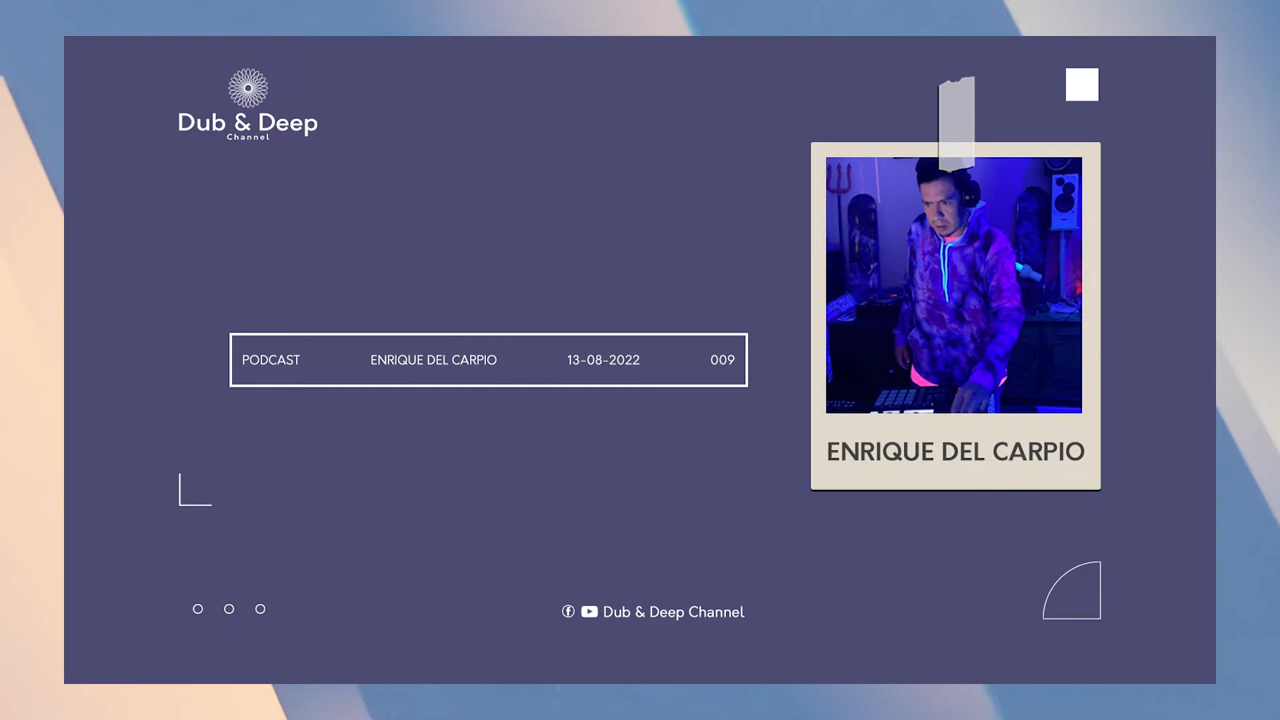 Dub & Deep
Channel
PODCAST ENRIQUE DEL CARPIO 13-08-2022 009
ENRIQUE DEL CARPIO
Dub & Deep Channel